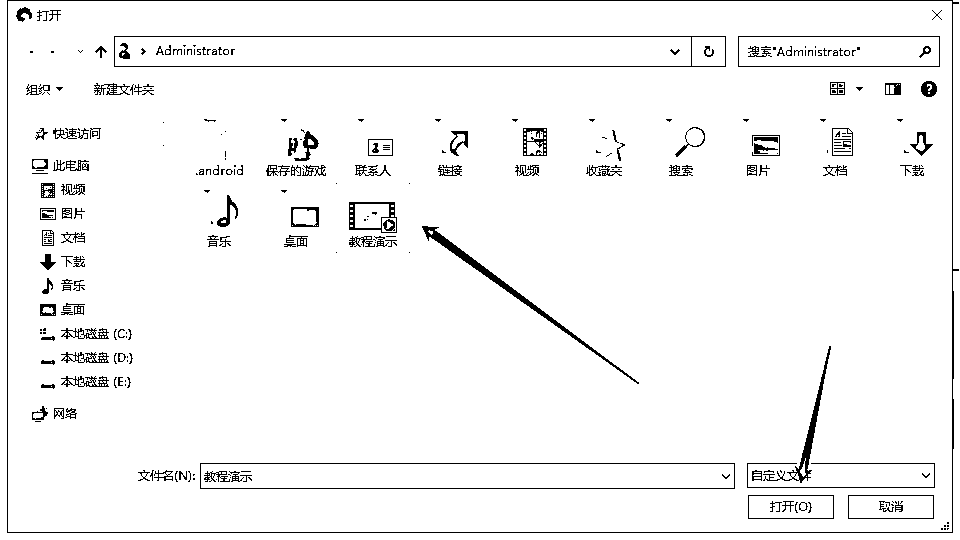 打开
Administrator
搜索"Administrator"
组织
新建文件夹
快速访问
此电脑
视频
图片
文档
下载
音乐
桌面
本地磁盘 (C:)
本地磁盘 (D:)
本地磁盘 (E:)
网络
.android
保存的游戏
联系人
链接
视频
收藏夹
搜索
图片
文档
下载
音乐
桌面
教程演示
文件名(N):
教程演示
自定义文件
打开(O)
取消